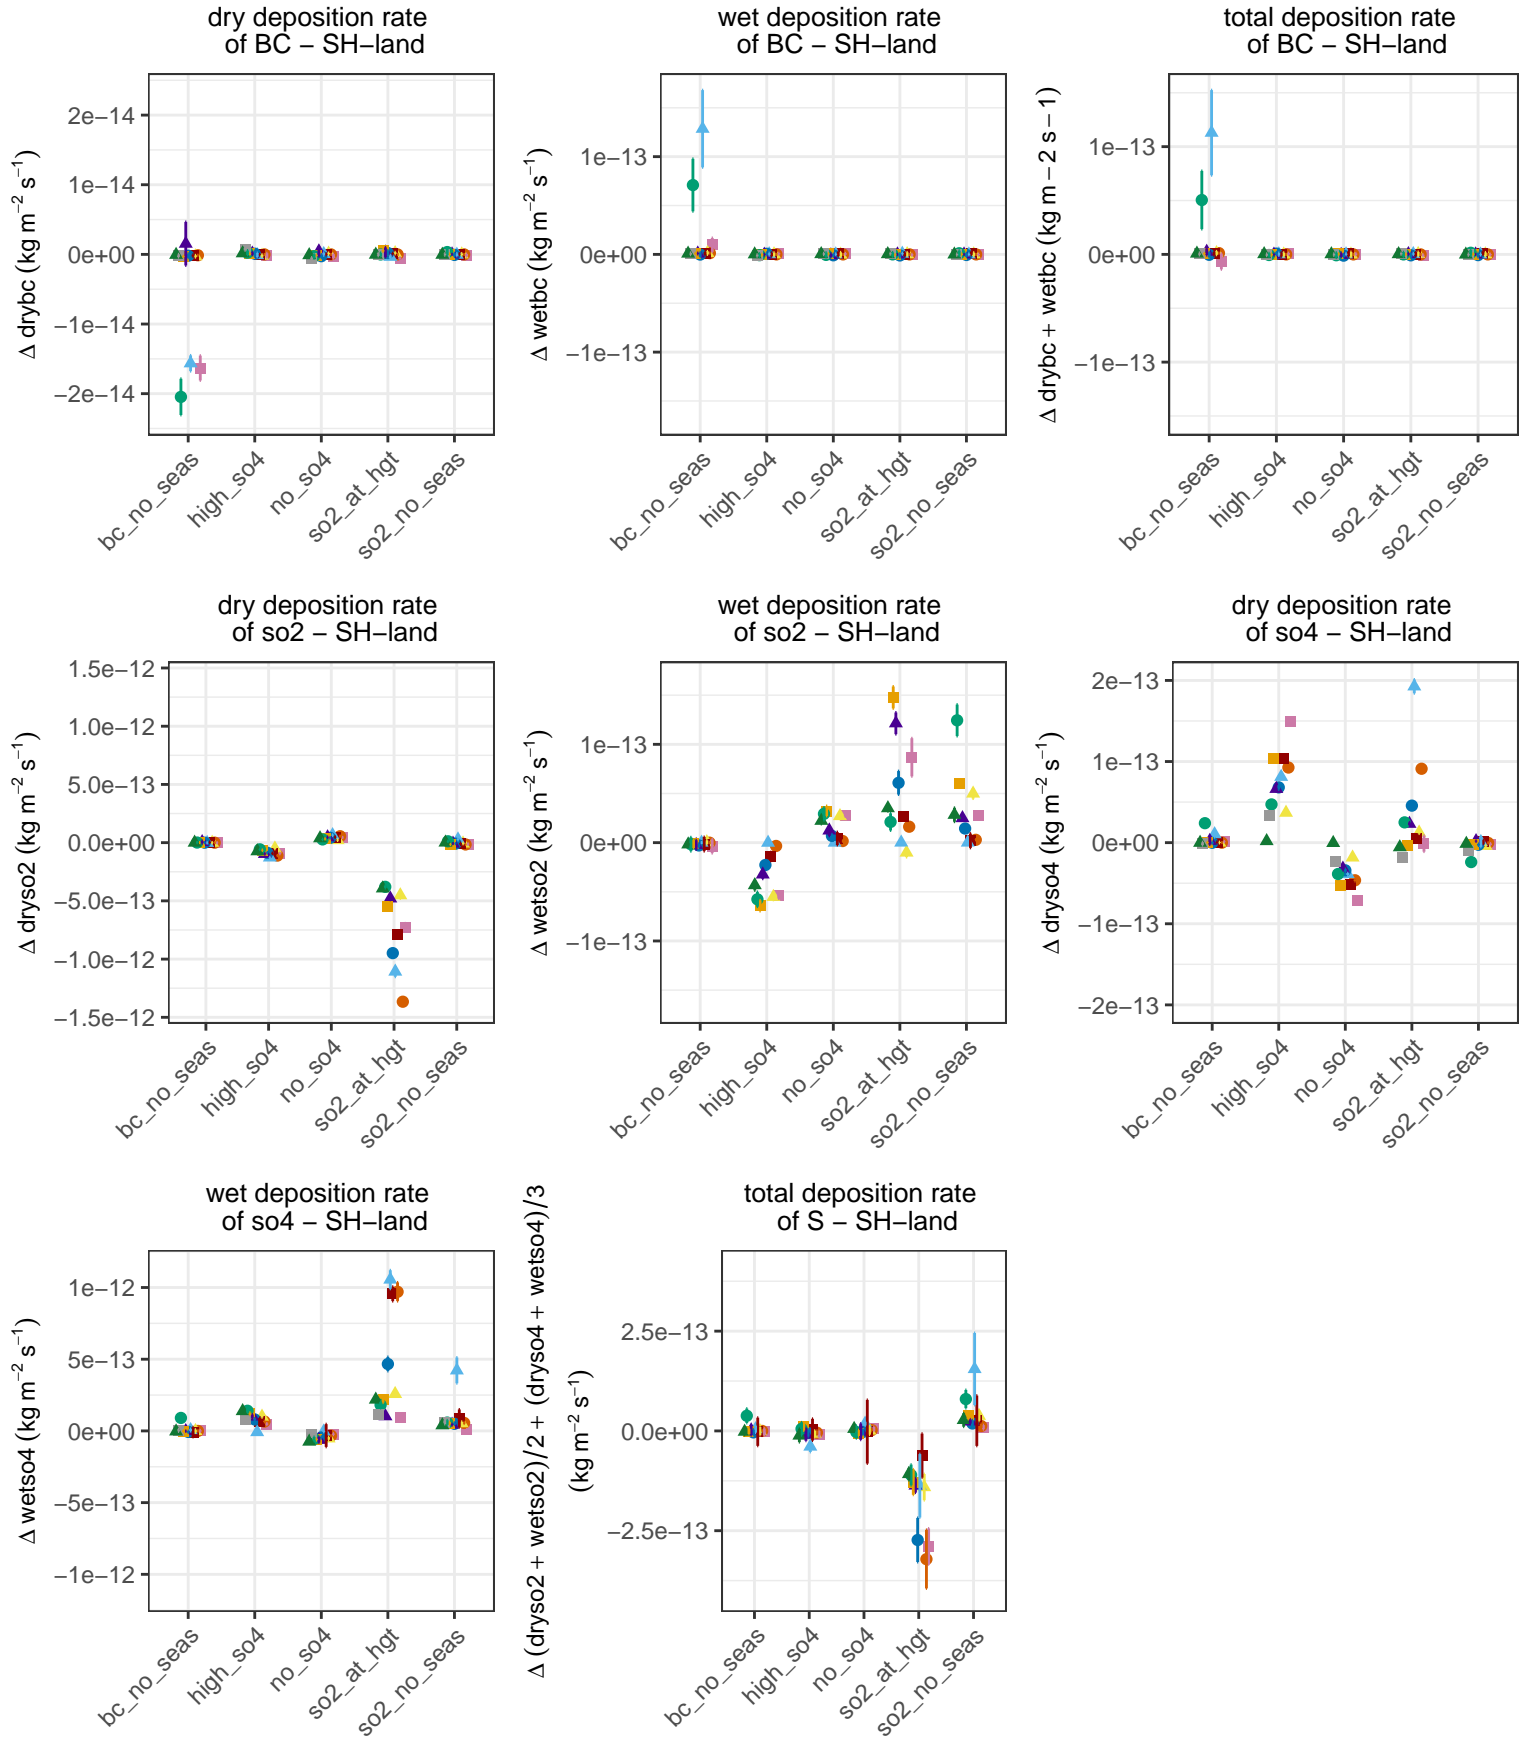 dry deposition rate
of BC − SH−land
wet deposition rate
of BC − SH−land
total deposition rate
of BC − SH−land
Δ drybc (kg m−2 s−1)
2e−14
1e−14
0e+00
−1e−14
−2e−14
bc_no_seas
high_so4
no_so4
so2_at_hgt
so2_no_seas
Δ wetbc (kg m−2 s−1)
1e−13
0e+00
−1e−13
bc_no_seas
high_so4
no_so4
so2_at_hgt
so2_no_seas
Δ drybc + wetbc (kg m − 2 s − 1)
1e−13
0e+00
−1e−13
bc_no_seas
high_so4
no_so4
so2_at_hgt
so2_no_seas
dry deposition rate
of so2 − SH−land
wet deposition rate
of so2 − SH−land
dry deposition rate
of so4 − SH−land
Δ dryso2 (kg m−2 s−1)
1.5e−12
1.0e−12
5.0e−13
0.0e+00
−5.0e−13
−1.0e−12
−1.5e−12
bc_no_seas
high_so4
no_so4
so2_at_hgt
so2_no_seas
Δ wetso2 (kg m−2 s−1)
1e−13
0e+00
−1e−13
bc_no_seas
high_so4
no_so4
so2_at_hgt
so2_no_seas
Δ dryso4 (kg m−2 s−1)
2e−13
1e−13
0e+00
−1e−13
−2e−13
bc_no_seas
high_so4
no_so4
so2_at_hgt
so2_no_seas
wet deposition rate
of so4 − SH−land
total deposition rate
of S − SH−land
Δ wetso4 (kg m−2 s−1)
1e−12
5e−13
0e+00
−5e−13
−1e−12
bc_no_seas
high_so4
no_so4
so2_at_hgt
so2_no_seas
Δ (dryso2 + wetso2)/2 + (dryso4 + wetso4)/3
(kg m−2 s−1)
2.5e−13
0.0e+00
−2.5e−13
bc_no_seas
high_so4
no_so4
so2_at_hgt
so2_no_seas